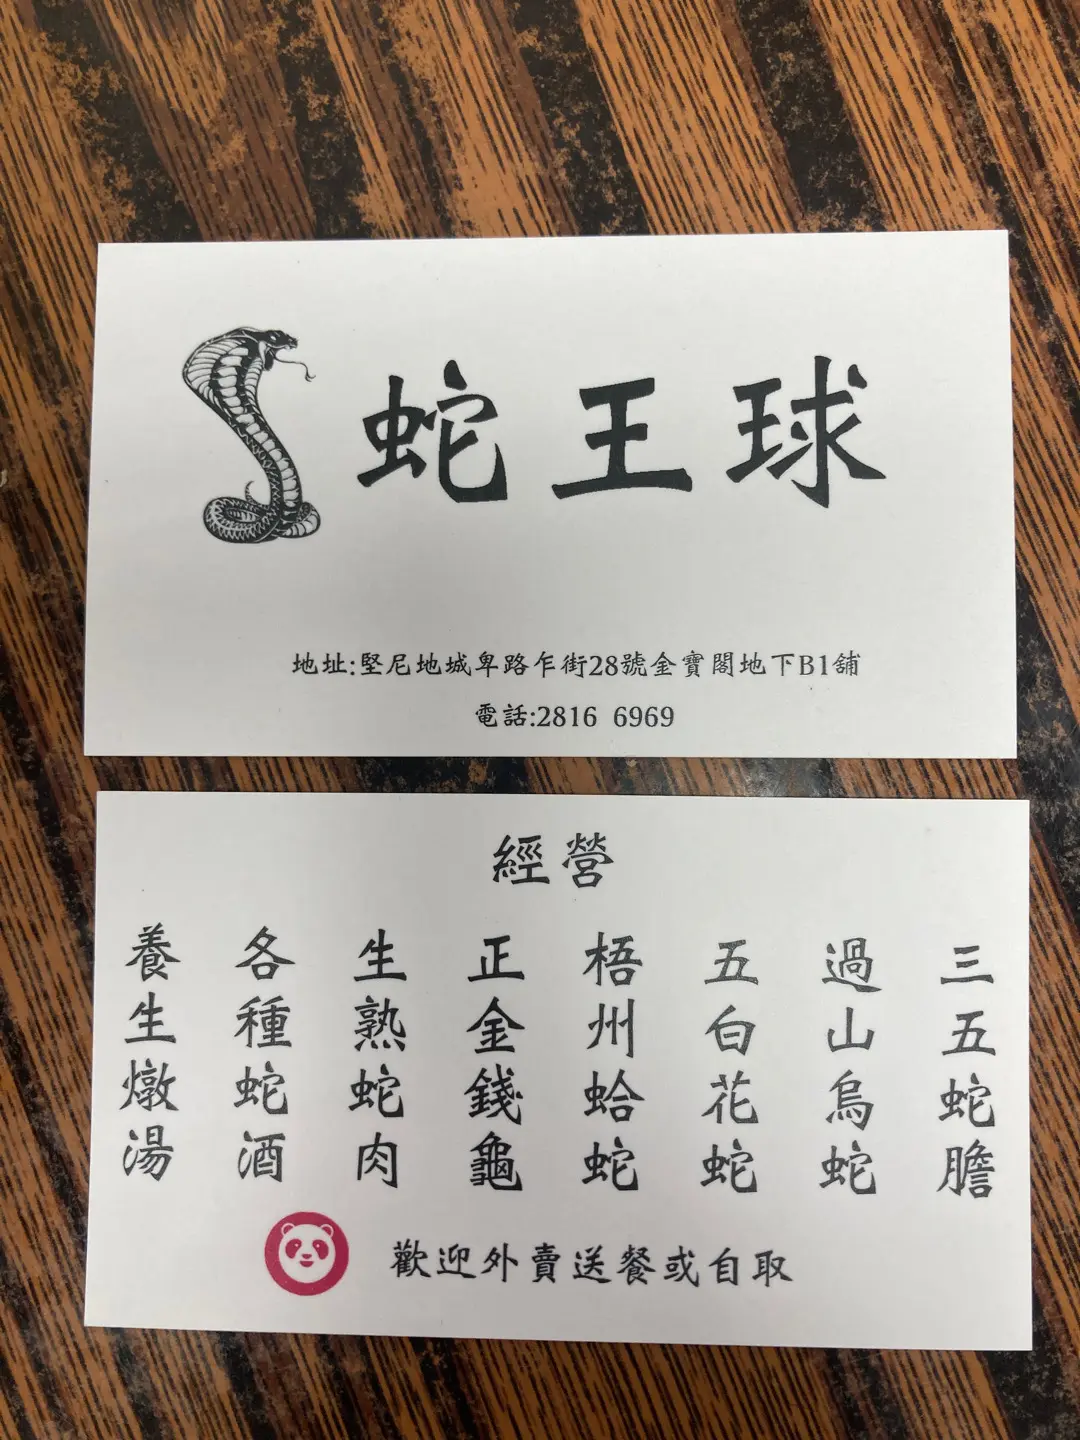 蛇王球
地址:堅尼地城卑路乍街28號金寶閣地下B1舖
電話:2816 6969
經營
三五蛇膽
過山烏蛇
五白花蛇
梧州蛤蛇
正金錢龜
生熟蛇肉
各種蛇酒
養生燉湯
歡迎外賣送餐或自取